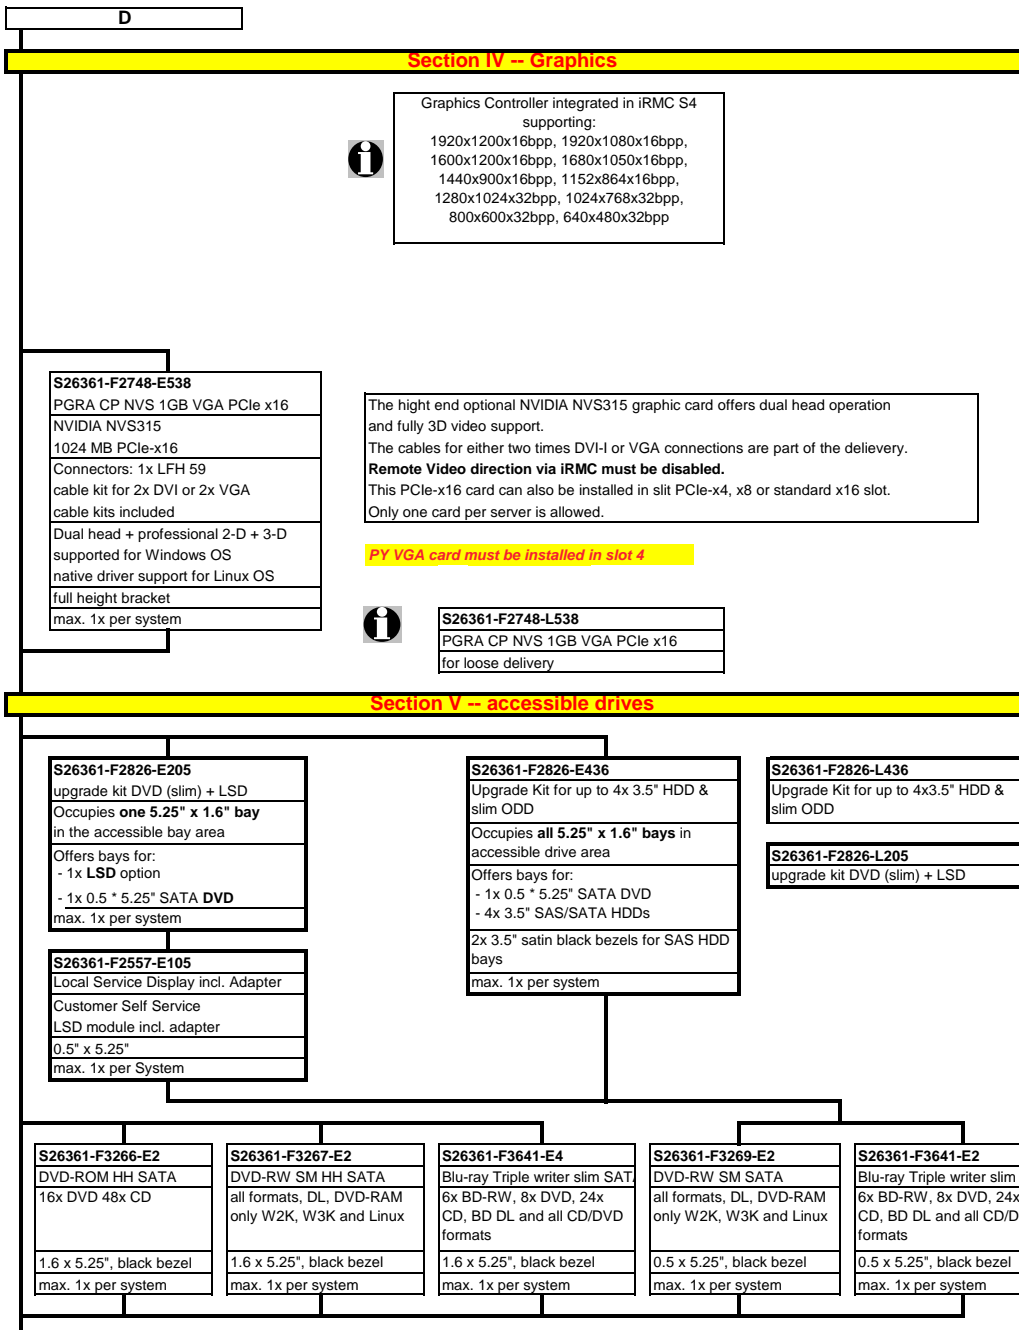 D
Section IV -- Graphics
Graphics Controller integrated in iRMC S4
supporting:
1920x1200x16bpp, 1920x1080x16bpp,
1600x1200x16bpp, 1680x1050x16bpp,
1440x900x16bpp, 1152x864x16bpp,
1280x1024x32bpp, 1024x768x32bpp,
800x600x32bpp, 640x480x32bpp
S26361-F2748-E538
PGRA CP NVS 1GB VGA PCIe x16
NVIDIA NVS315
1024 MB PCIe-x16
Connectors: 1x LFH 59
cable kit for 2x DVI or 2x VGA
cable kits included
Dual head + professional 2-D + 3-D
supported for Windows OS
native driver support for Linux OS
full height bracket
max. 1x per system
The hight end optional NVIDIA NVS315 graphic card offers dual head operation
and fully 3D video support.
The cables for either two times DVI-I or VGA connections are part of the delievery.
Remote Video direction via iRMC must be disabled.
This PCIe-x16 card can also be installed in slit PCIe-x4, x8 or standard x16 slot.
Only one card per server is allowed.
PY VGA card must be installed in slot 4
S26361-F2748-L538
PGRA CP NVS 1GB VGA PCIe x16
for loose delivery
Section V -- accessible drives
S26361-F2826-E205
upgrade kit DVD (slim) + LSD
Occupies one 5.25" x 1.6" bay
in the accessible bay area
Offers bays for:
- 1x LSD option
- 1x 0.5 * 5.25" SATA DVD
max. 1x per system
S26361-F2557-E105
Local Service Display incl. Adapter
Customer Self Service
LSD module incl. adapter
0.5" x 5.25"
max. 1x per System
S26361-F2826-E436
Upgrade Kit for up to 4x 3.5" HDD &
slim ODD
Occupies all 5.25" x 1.6" bays in
accessible drive area
Offers bays for:
- 1x 0.5 * 5.25" SATA DVD
- 4x 3.5" SAS/SATA HDDs
2x 3.5" satin black bezels for SAS HDD
bays
max. 1x per system
S26361-F2826-L436
Upgrade Kit for up to 4x3.5" HDD &
slim ODD
S26361-F2826-L205
upgrade kit DVD (slim) + LSD
S26361-F3266-E2
DVD-ROM HH SATA
16x DVD 48x CD
1.6 x 5.25", black bezel
max. 1x per system
S26361-F3267-E2
DVD-RW SM HH SATA
all formats, DL, DVD-RAM
only W2K, W3K and Linux
1.6 x 5.25", black bezel
max. 1x per system
S26361-F3641-E4
Blu-ray Triple writer slim SATA
6x BD-RW, 8x DVD, 24x
CD, BD DL and all CD/DVD
formats
1.6 x 5.25", black bezel
max. 1x per system
S26361-F3269-E2
DVD-RW SM SATA
all formats, DL, DVD-RAM
only W2K, W3K and Linux
0.5 x 5.25", black bezel
max. 1x per system
S26361-F3641-E2
Blu-ray Triple writer slim
6x BD-RW, 8x DVD, 24x
CD, BD DL and all CD/D
formats
0.5 x 5.25", black bezel
max. 1x per system